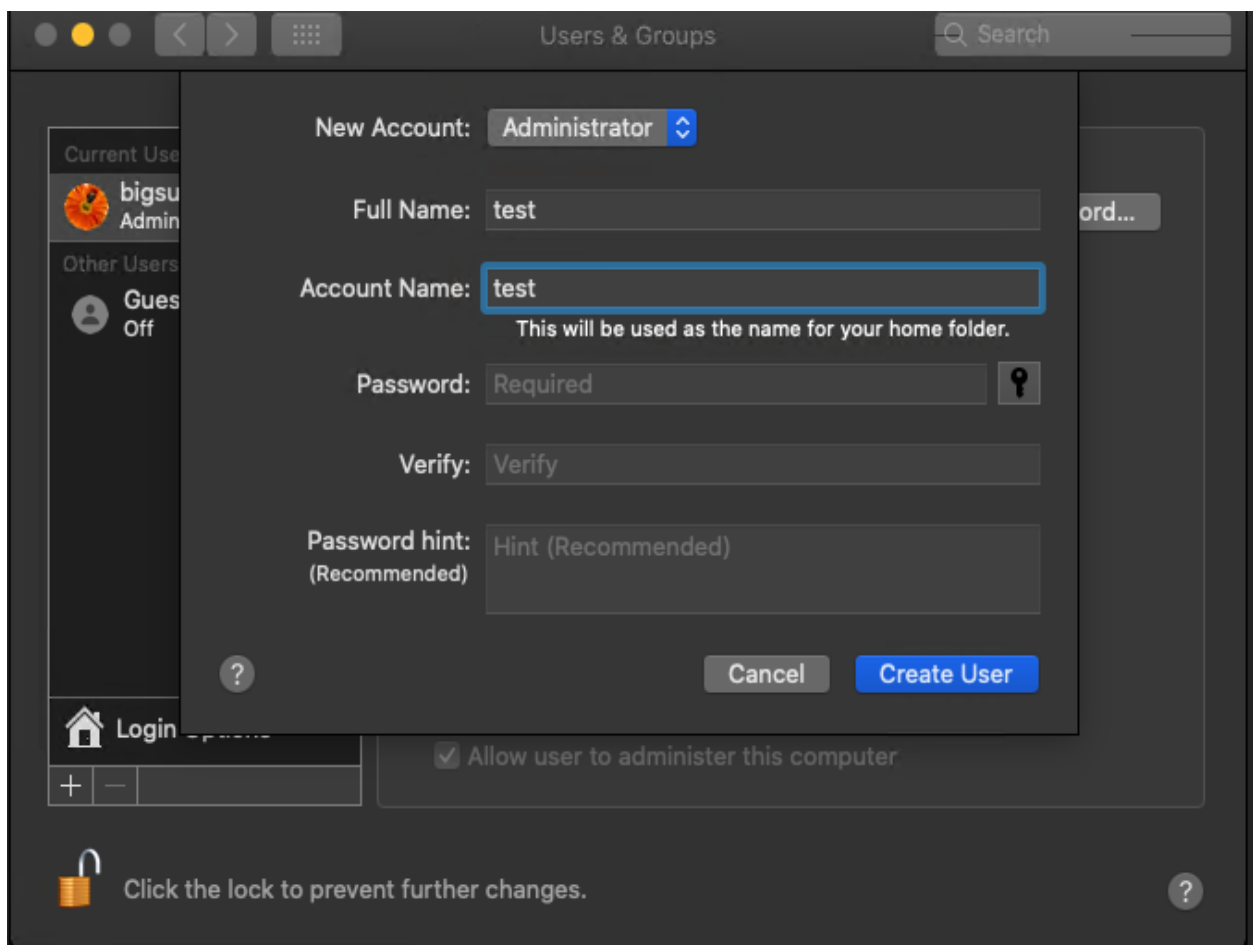 Users & Groups
Search
New Account: Administrator
Current Use
bigsu
Admin
Full Name: test
ord...
Other Users
Gues
Off
Account Name: test
This will be used as the name for your home folder.
Password: Required
Verify: Verify
Password hint: Hint (Recommended)
(Recommended)
?
Cancel
Create User
Login
Allow user to administer this computer
+
−
Click the lock to prevent further changes.
?